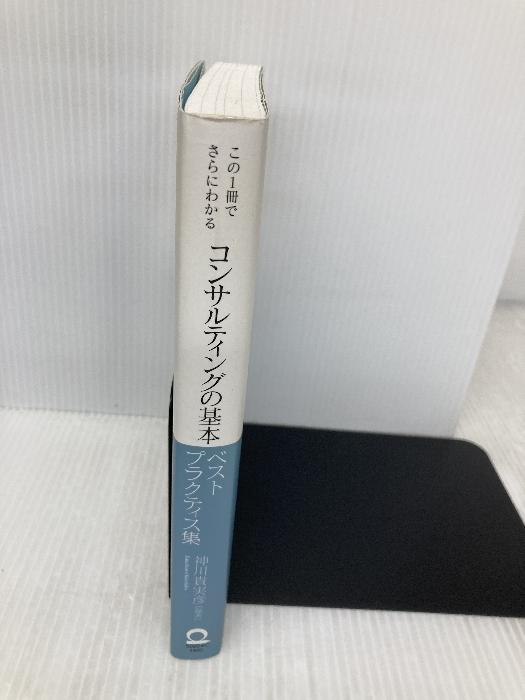 この1冊で
さらにわかる
コンサルティングの基本
ベスト
プラクティス集
神川貴実彦